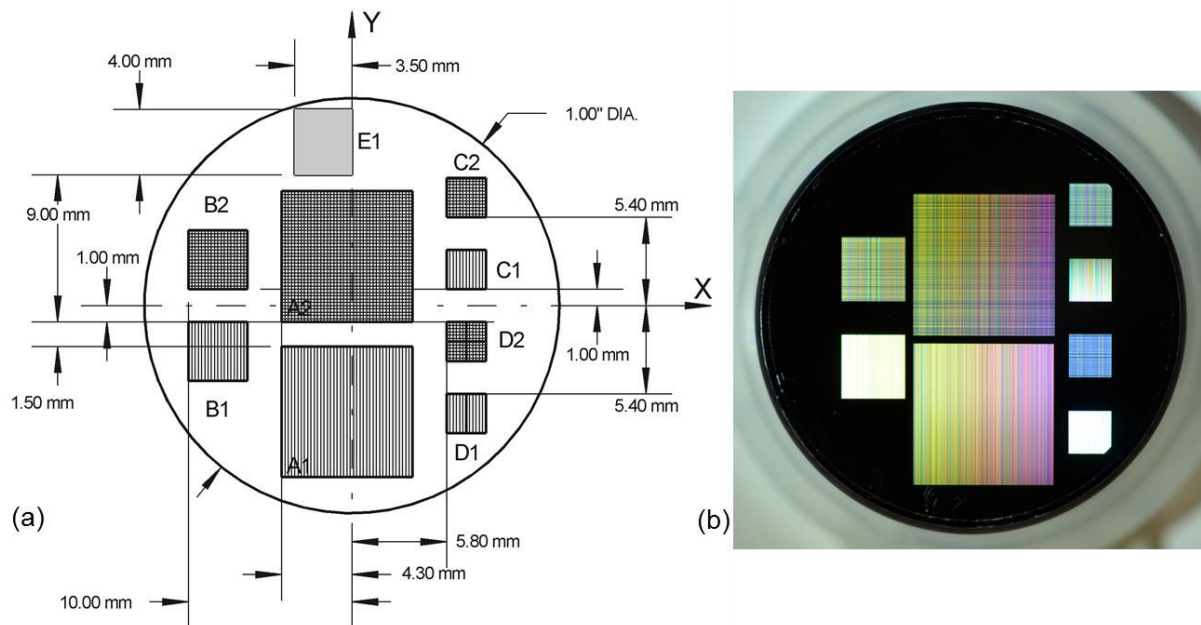 Y
4.00 mm
3.50 mm
1.00" DIA.
E1
C2
B2
9.00 mm
5.40 mm
1.00 mm
C1
X
A2
D2
1.00 mm
1.50 mm
B1
5.40 mm
A1
D1
(a)
(b)
5.80 mm
4.30 mm
10.00 mm